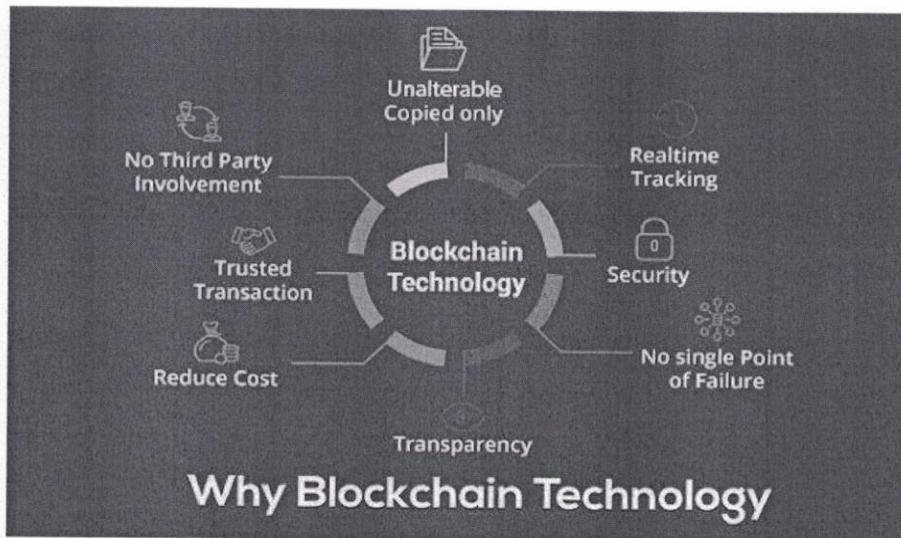 Unalterable
Copied only
No Third Party
Involvement
Realtime
Tracking
Trusted
Transaction
Blockchain
Technology
Security
Reduce Cost
No single Point
of Failure
Transparency
Why Blockchain Technology